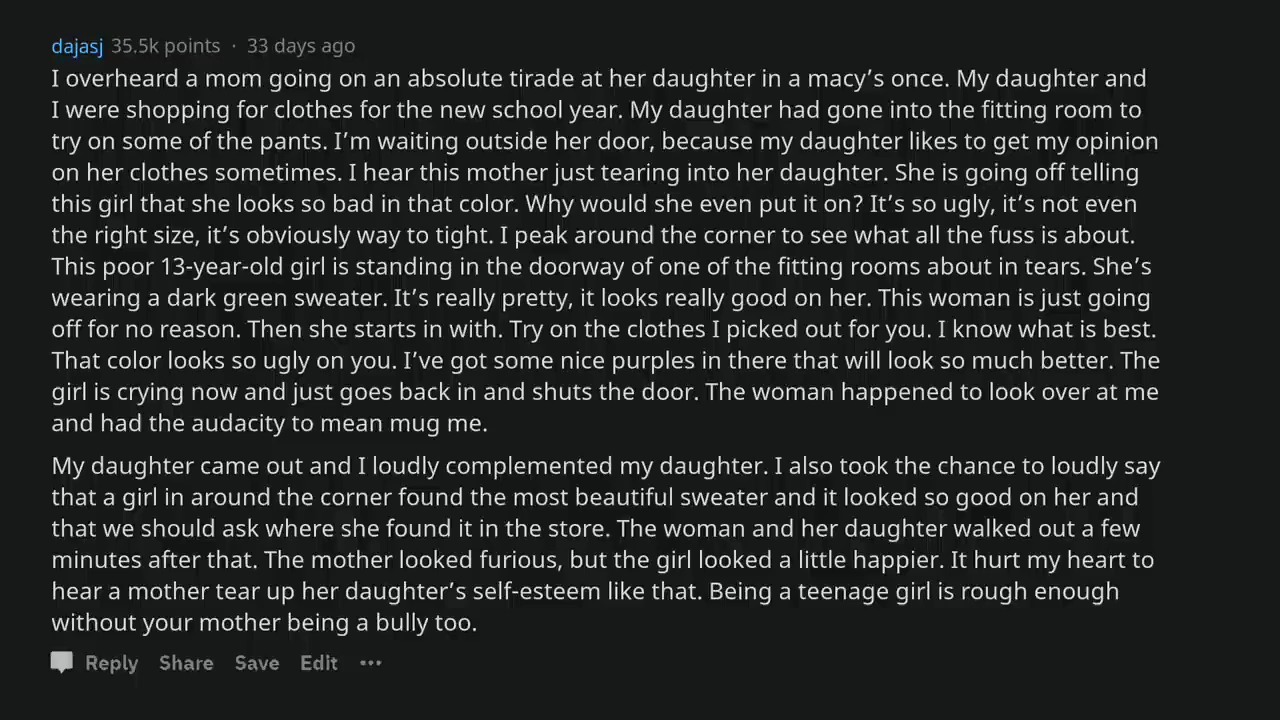 dajasj 35.5k points · 33 days ago
I overheard a mom going on an absolute tirade at her daughter in a macy’s once. My daughter and
I were shopping for clothes for the new school year. My daughter had gone into the fitting room to
try on some of the pants. I’m waiting outside her door, because my daughter likes to get my opinion
on her clothes sometimes. I hear this mother just tearing into her daughter. She is going off telling
this girl that she looks so bad in that color. Why would she even put it on? It’s so ugly, it’s not even
the right size, it’s obviously way to tight. I peak around the corner to see what all the fuss is about.
This poor 13-year-old girl is standing in the doorway of one of the fitting rooms about in tears. She’s
wearing a dark green sweater. It’s really pretty, it looks really good on her. This woman is just going
off for no reason. Then she starts in with. Try on the clothes I picked out for you. I know what is best.
That color looks so ugly on you. I’ve got some nice purples in there that will look so much better. The
girl is crying now and just goes back in and shuts the door. The woman happened to look over at me
and had the audacity to mean mug me.
My daughter came out and I loudly complemented my daughter. I also took the chance to loudly say
that a girl in around the corner found the most beautiful sweater and it looked so good on her and
that we should ask where she found it in the store. The woman and her daughter walked out a few
minutes after that. The mother looked furious, but the girl looked a little happier. It hurt my heart to
hear a mother tear up her daughter’s self-esteem like that. Being a teenage girl is rough enough
without your mother being a bully too.
Reply Share Save Edit ···